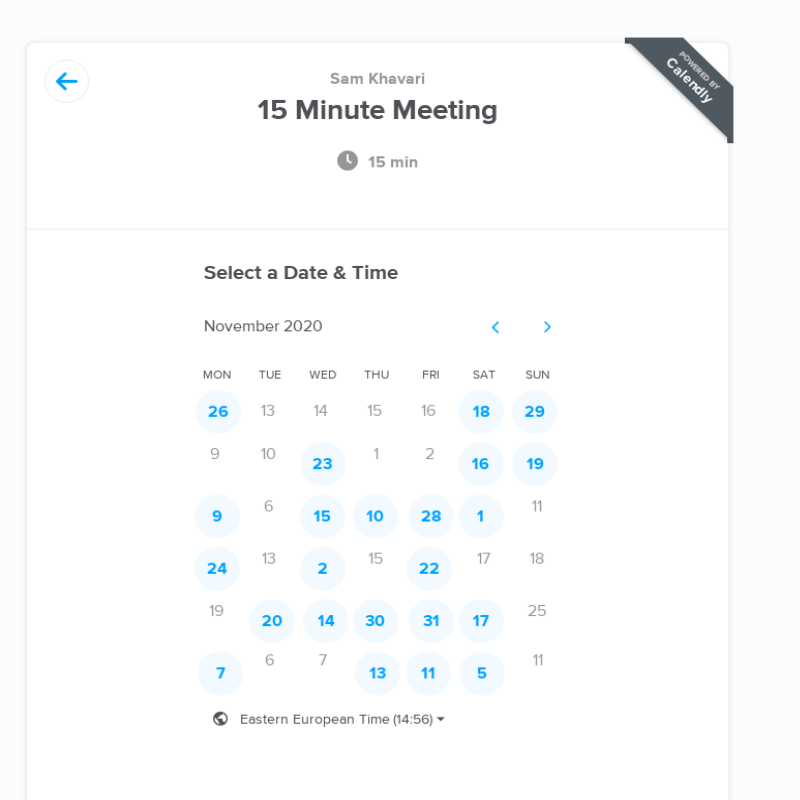 POWERED BY
Calendly
Sam Khavari
15 Minute Meeting
15 min
Select a Date & Time
November 2020
MON TUE WED THU FRI SAT SUN
26 13 14 15 16 18 29
9 10 23 1 2 16 19
9 6 15 10 28 1 11
24 13 2 15 22 17 18
19 20 14 30 31 17 25
7 6 7 13 11 5 11
Eastern European Time (14:56)